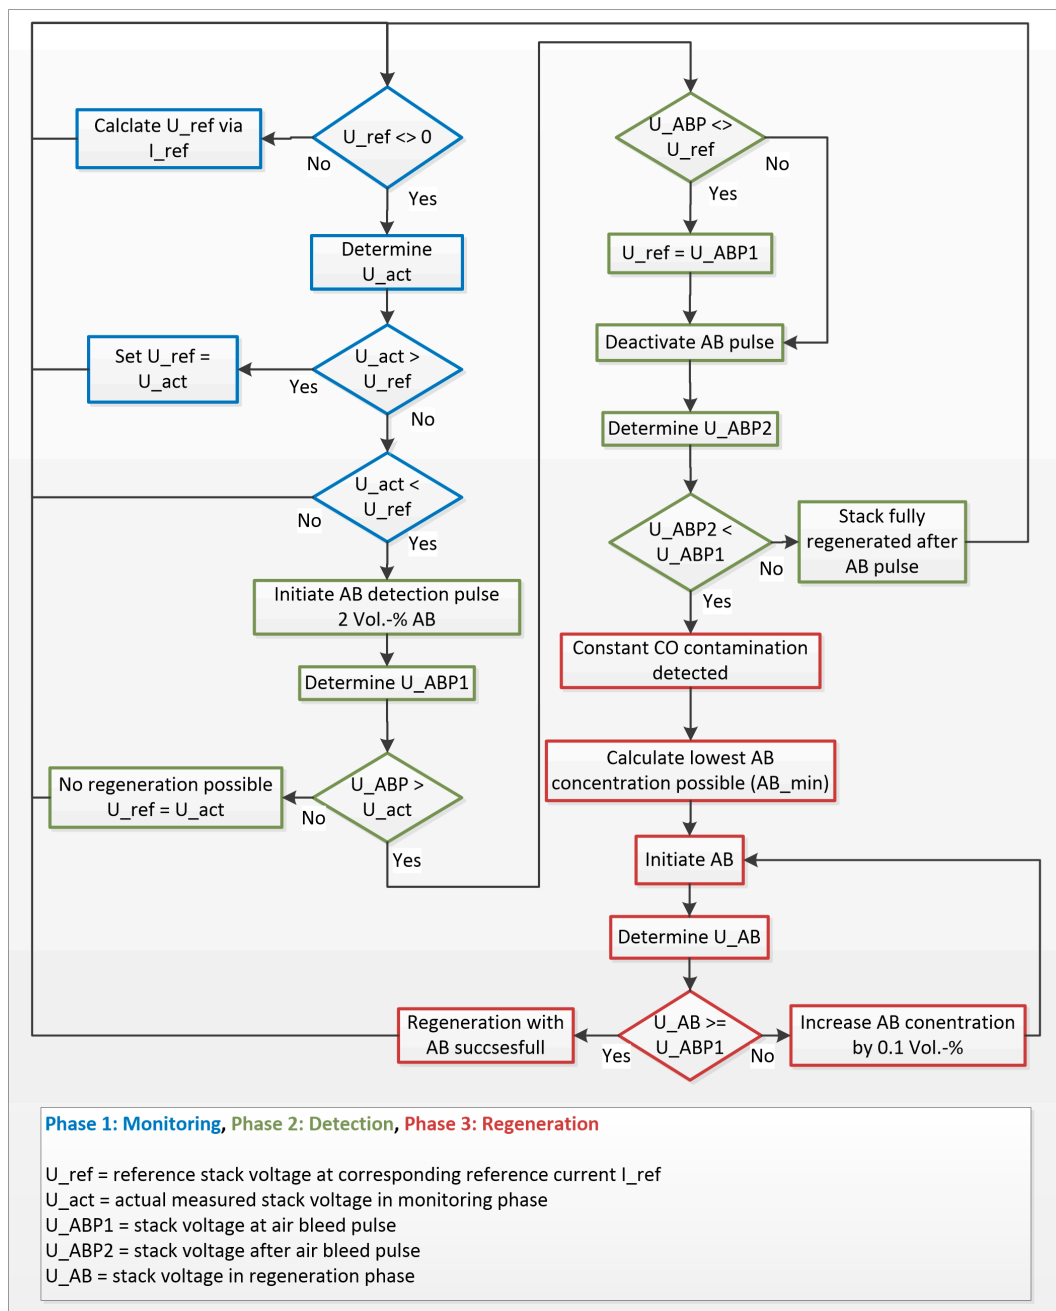 U_ref <> 0
Calclate U_ref via
I_ref
No
Yes
Determine
U_act
U_act >
U_ref
Set U_ref =
U_act
Yes
No
U_act <
U_ref
No
Yes
Initiate AB detection pulse
2 Vol.-% AB
Determine U_ABP1
U_ABP >
U_act
No regeneration possible
U_ref = U_act
No
Yes
U_ABP <>
U_ref
No
Yes
U_ref = U_ABP1
Deactivate AB pulse
Determine U_ABP2
U_ABP2 <
U_ABP1
No
Stack fully
regenerated after
AB pulse
Yes
Constant CO contamination
detected
Calculate lowest AB
concentration possible (AB_min)
Initiate AB
Determine U_AB
U_AB >=
U_ABP1
Yes
No
Regeneration with
AB succsesfull
Increase AB conentration
by 0.1 Vol.-%
Phase 1: Monitoring, Phase 2: Detection, Phase 3: Regeneration
U_ref = reference stack voltage at corresponding reference current I_ref
U_act = actual measured stack voltage in monitoring phase
U_ABP1 = stack voltage at air bleed pulse
U_ABP2 = stack voltage after air bleed pulse
U_AB = stack voltage in regeneration phase